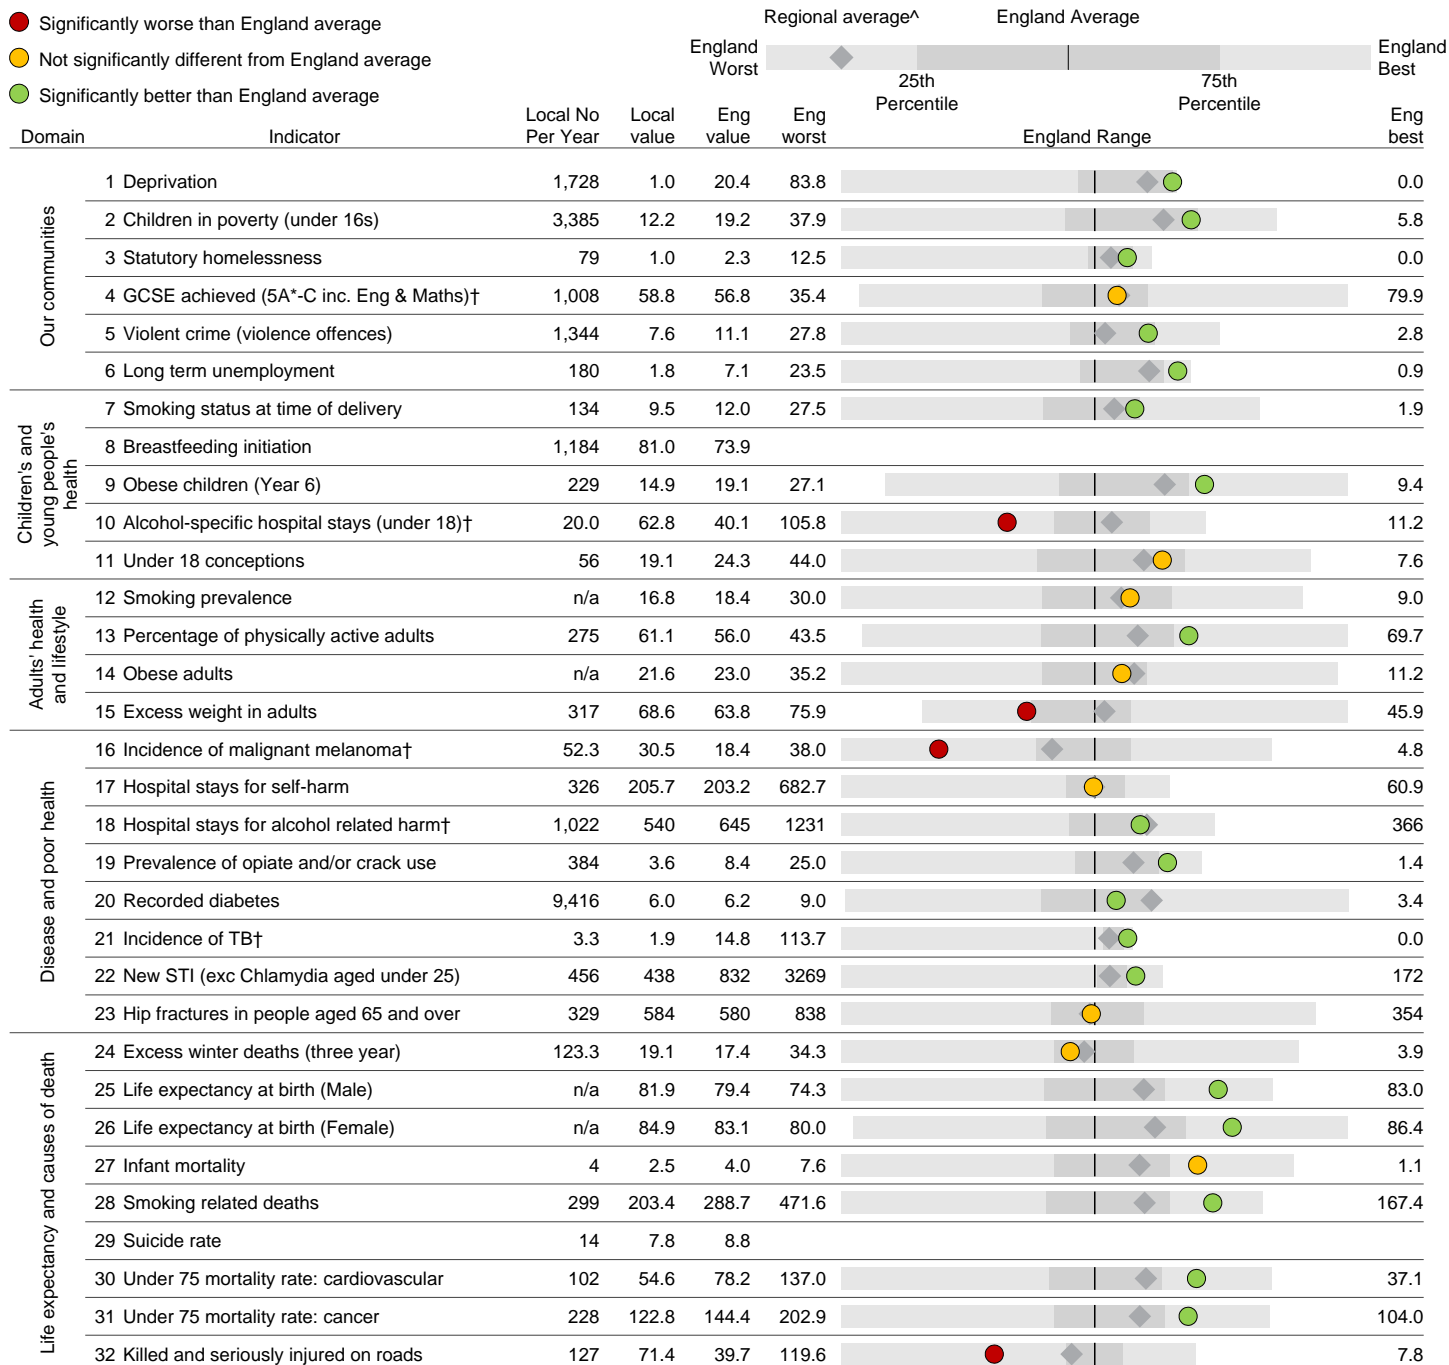 Significantly worse than England average
Not significantly different from England average
Significantly better than England average
Regional average^ England Average
England Worst
England Best
25th Percentile
75th Percentile
Domain Indicator Local No Per Year Local value Eng value Eng worst England Range Eng best
Our communities
1 Deprivation 1,728 1.0 20.4 83.8 0.0
2 Children in poverty (under 16s) 3,385 12.2 19.2 37.9 5.8
3 Statutory homelessness 79 1.0 2.3 12.5 0.0
4 GCSE achieved (5A*-C inc. Eng & Maths)† 1,008 58.8 56.8 35.4 79.9
5 Violent crime (violence offences) 1,344 7.6 11.1 27.8 2.8
6 Long term unemployment 180 1.8 7.1 23.5 0.9
Children's and young people's health
7 Smoking status at time of delivery 134 9.5 12.0 27.5 1.9
8 Breastfeeding initiation 1,184 81.0 73.9
9 Obese children (Year 6) 229 14.9 19.1 27.1 9.4
10 Alcohol-specific hospital stays (under 18)† 20.0 62.8 40.1 105.8 11.2
11 Under 18 conceptions 56 19.1 24.3 44.0 7.6
Adults' health and lifestyle
12 Smoking prevalence n/a 16.8 18.4 30.0 9.0
13 Percentage of physically active adults 275 61.1 56.0 43.5 69.7
14 Obese adults n/a 21.6 23.0 35.2 11.2
15 Excess weight in adults 317 68.6 63.8 75.9 45.9
Disease and poor health
16 Incidence of malignant melanoma† 52.3 30.5 18.4 38.0 4.8
17 Hospital stays for self-harm 326 205.7 203.2 682.7 60.9
18 Hospital stays for alcohol related harm† 1,022 540 645 1231 366
19 Prevalence of opiate and/or crack use 384 3.6 8.4 25.0 1.4
20 Recorded diabetes 9,416 6.0 6.2 9.0 3.4
21 Incidence of TB† 3.3 1.9 14.8 113.7 0.0
22 New STI (exc Chlamydia aged under 25) 456 438 832 3269 172
23 Hip fractures in people aged 65 and over 329 584 580 838 354
Life expectancy and causes of death
24 Excess winter deaths (three year) 123.3 19.1 17.4 34.3 3.9
25 Life expectancy at birth (Male) n/a 81.9 79.4 74.3 83.0
26 Life expectancy at birth (Female) n/a 84.9 83.1 80.0 86.4
27 Infant mortality 4 2.5 4.0 7.6 1.1
28 Smoking related deaths 299 203.4 288.7 471.6 167.4
29 Suicide rate 14 7.8 8.8
30 Under 75 mortality rate: cardiovascular 102 54.6 78.2 137.0 37.1
31 Under 75 mortality rate: cancer 228 122.8 144.4 202.9 104.0
32 Killed and seriously injured on roads 127 71.4 39.7 119.6 7.8